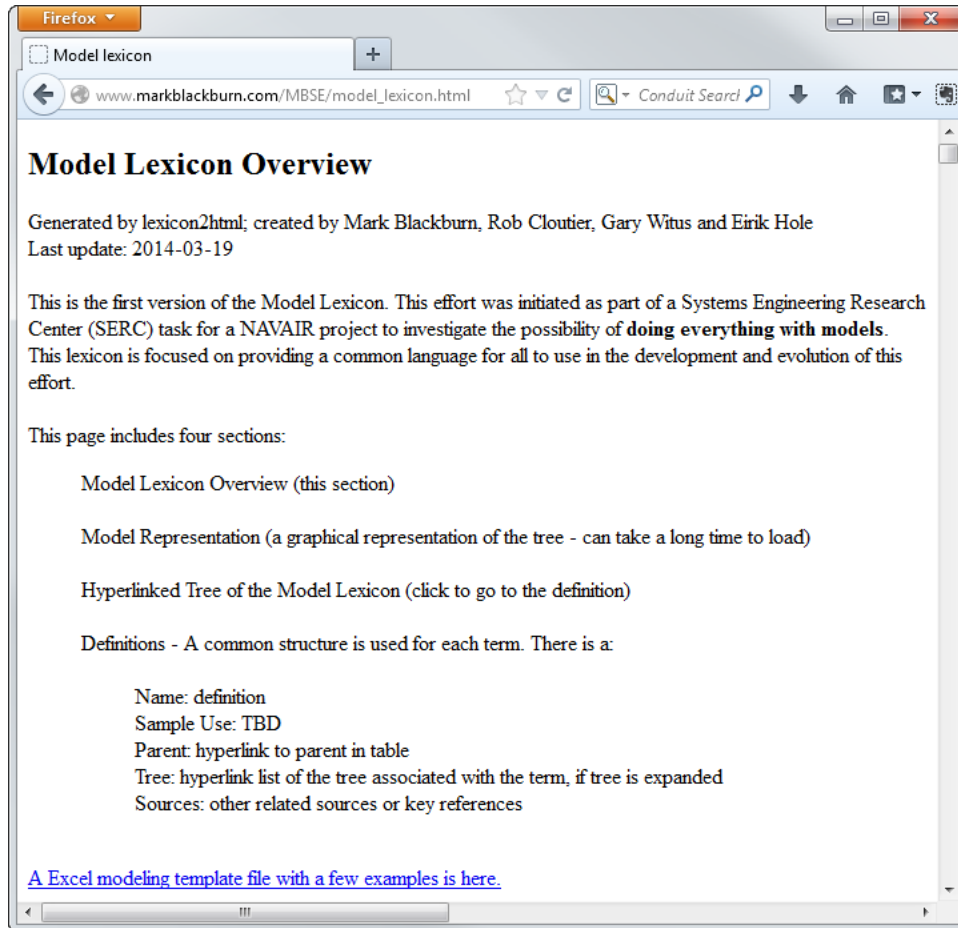 Firefox
Model lexicon
www.markblackburn.com/MBSE/model_lexicon.html
Conduit Search
Model Lexicon Overview
Generated by lexicon2html; created by Mark Blackburn, Rob Cloutier, Gary Witus and Eirik Hole
Last update: 2014-03-19
This is the first version of the Model Lexicon. This effort was initiated as part of a Systems Engineering Research
Center (SERC) task for a NAVAIR project to investigate the possibility of doing everything with models.
This lexicon is focused on providing a common language for all to use in the development and evolution of this
effort.
This page includes four sections:
Model Lexicon Overview (this section)
Model Representation (a graphical representation of the tree - can take a long time to load)
Hyperlinked Tree of the Model Lexicon (click to go to the definition)
Definitions - A common structure is used for each term. There is a:
Name: definition
Sample Use: TBD
Parent: hyperlink to parent in table
Tree: hyperlink list of the tree associated with the term, if tree is expanded
Sources: other related sources or key references
A Excel modeling template file with a few examples is here.